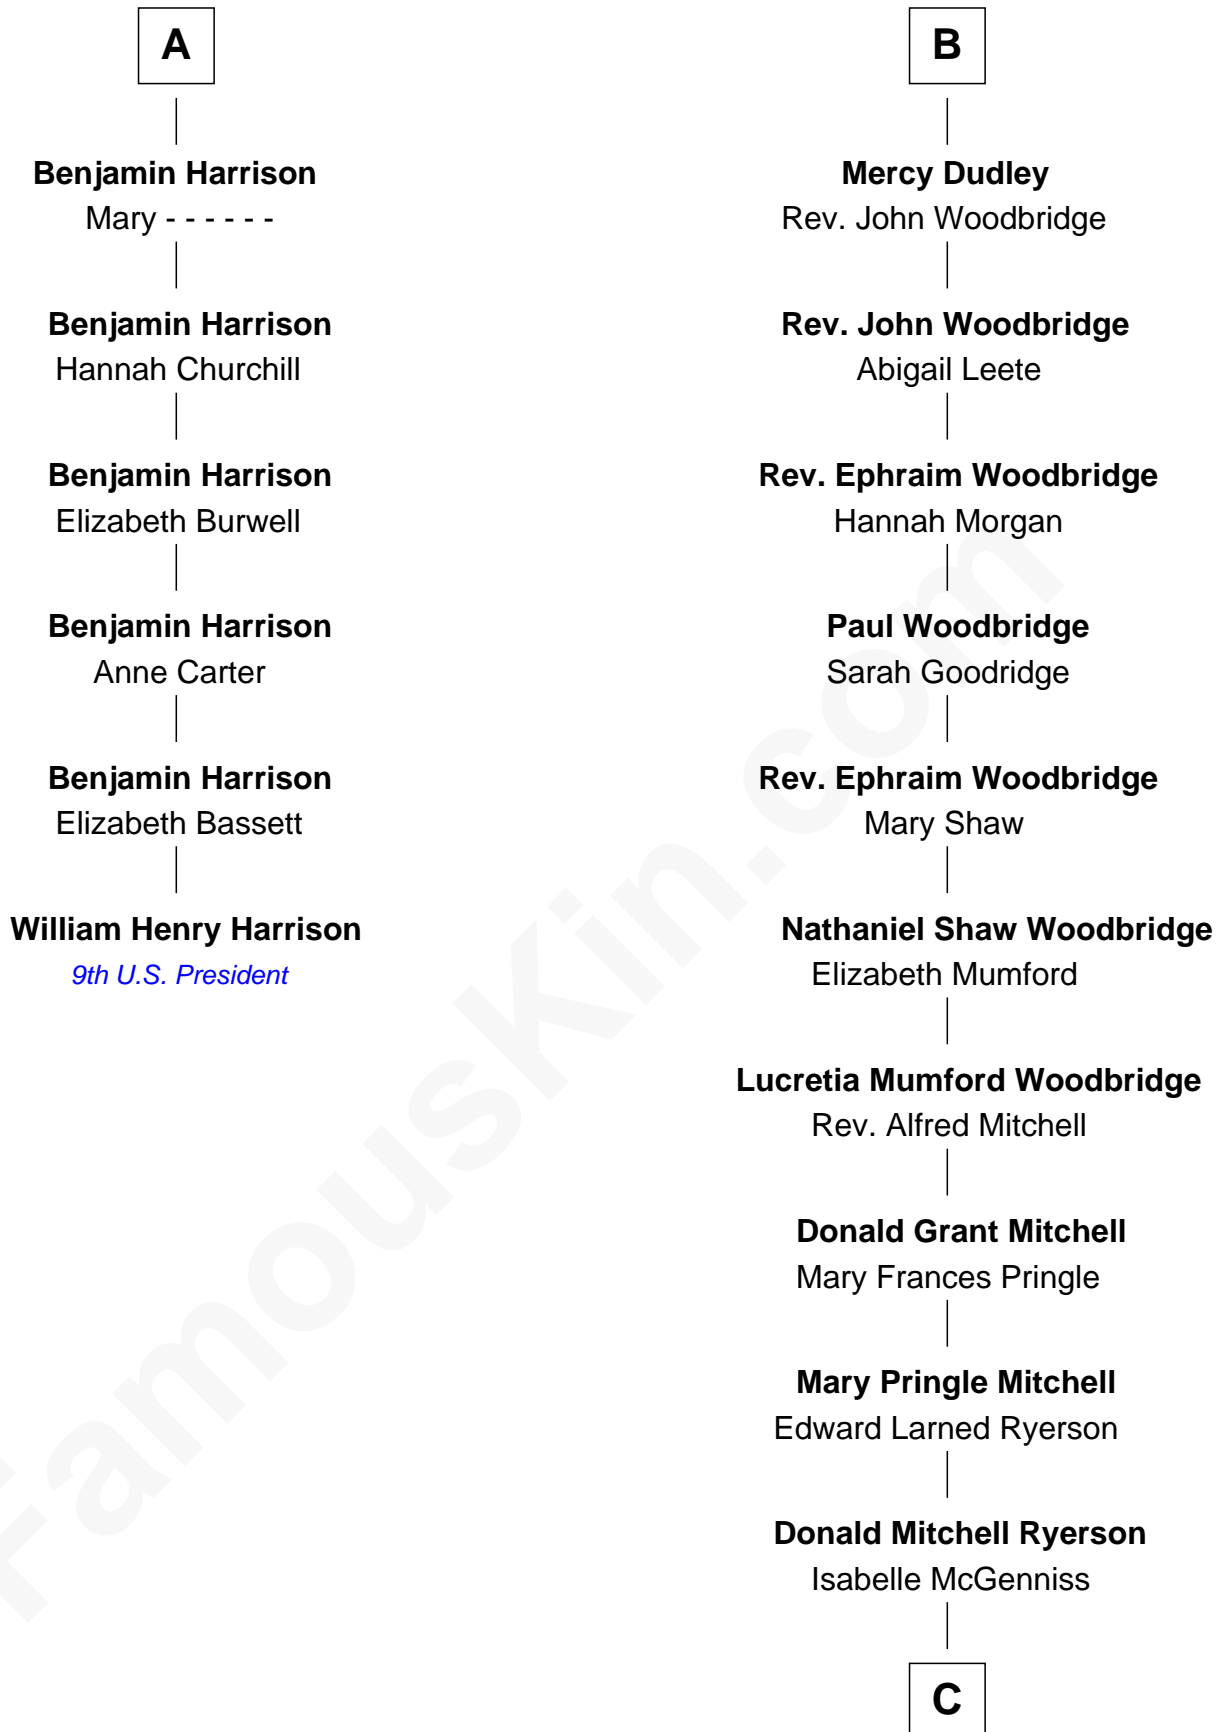 A
Benjamin Harrison
Mary - - - - - -
Benjamin Harrison
Hannah Churchill
Benjamin Harrison
Elizabeth Burwell
Benjamin Harrison
Anne Carter
Benjamin Harrison
Elizabeth Bassett
William Henry Harrison
9th U.S. President
B
Mercy Dudley
Rev. John Woodbridge
Rev. John Woodbridge
Abigail Leete
Rev. Ephraim Woodbridge
Hannah Morgan
Paul Woodbridge
Sarah Goodridge
Rev. Ephraim Woodbridge
Mary Shaw
Nathaniel Shaw Woodbridge
Elizabeth Mumford
Lucretia Mumford Woodbridge
Rev. Alfred Mitchell
Donald Grant Mitchell
Mary Frances Pringle
Mary Pringle Mitchell
Edward Larned Ryerson
Donald Mitchell Ryerson
Isabelle McGenniss
C
FamousKin.com